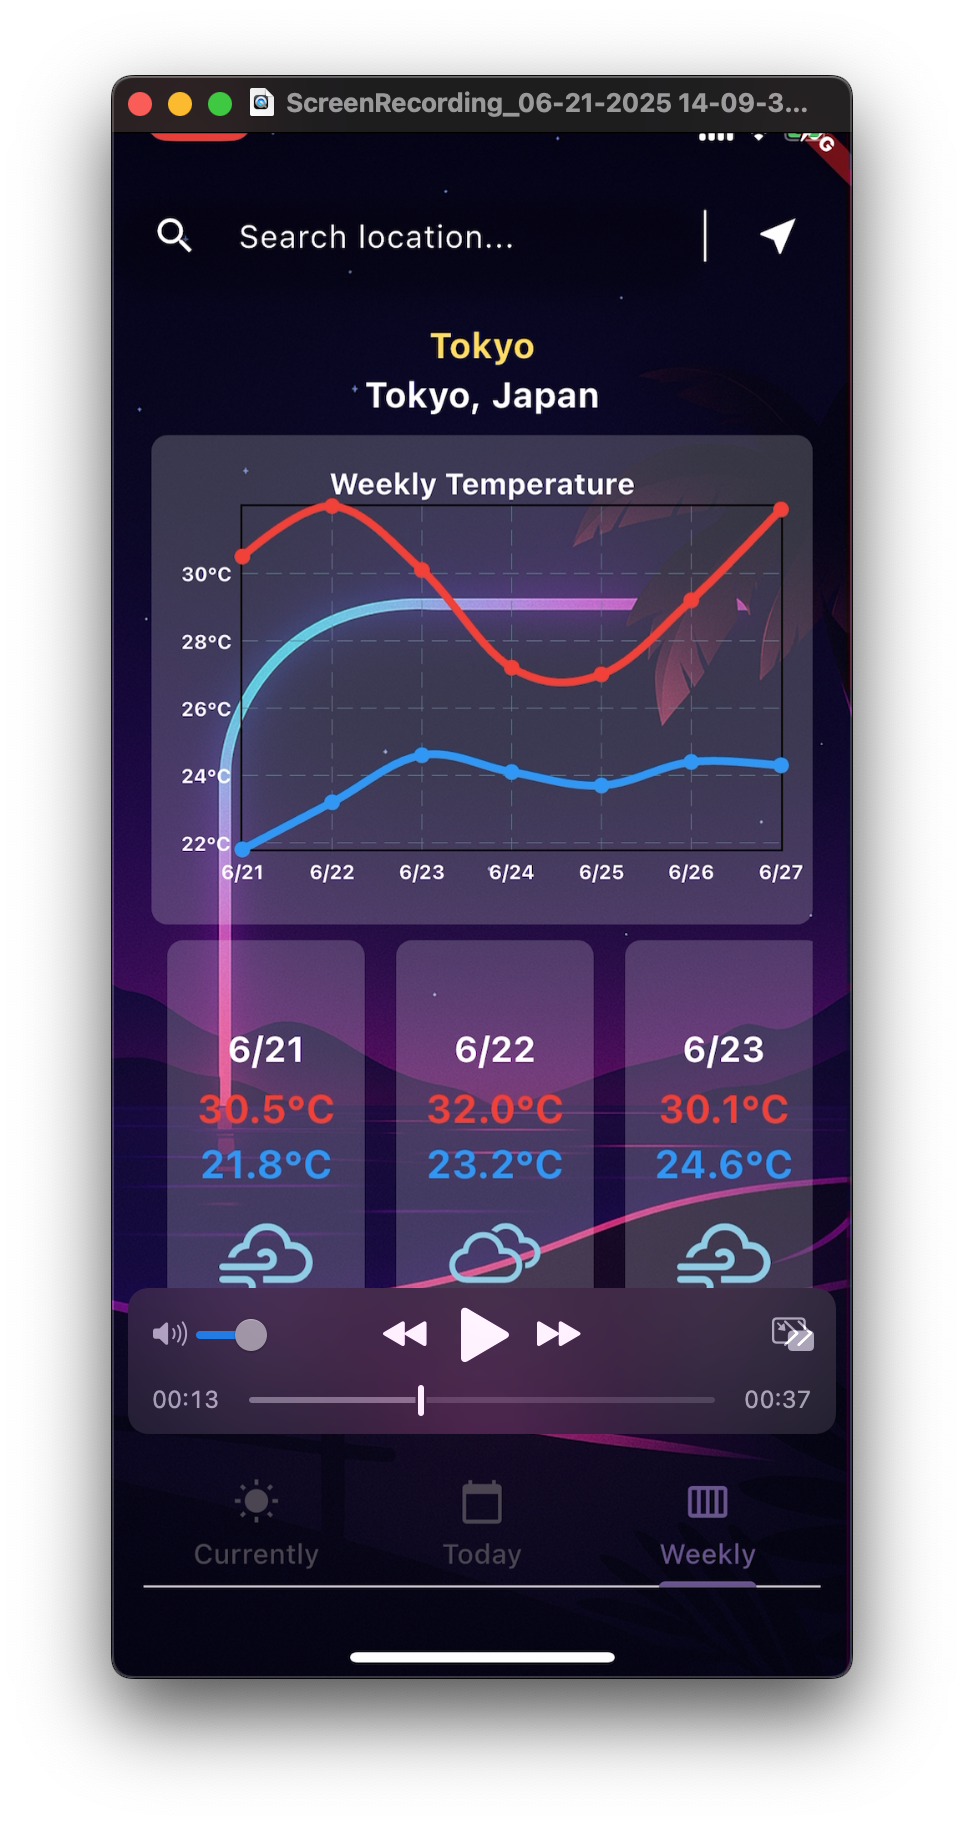 ScreenRecording_06-21-2025 14-09-3...
Search location...
Tokyo
Tokyo, Japan
Weekly Temperature
30°C
28°C
26°C
24°C
22°C
6/21 6/22 6/23 6/24 6/25 6/26 6/27
6/21 6/22 6/23
30.5°C 32.0°C 30.1°C
21.8°C 23.2°C 24.6°C
00:13 00:37
Currently Today Weekly